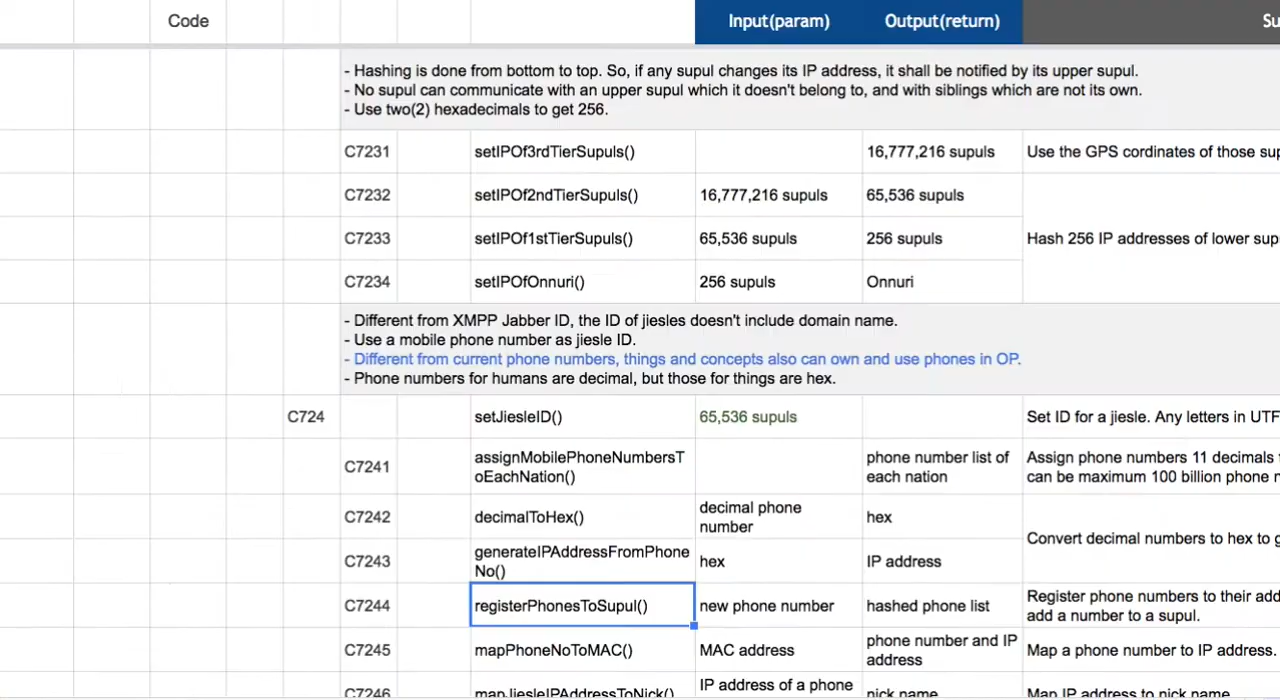 Code Input(param) Output(return)
- Hashing is done from bottom to top. So, if any supul changes its IP address, it shall be notified by its upper supul.
- No supul can communicate with an upper supul which it doesn't belong to, and with siblings which are not its own.
- Use two(2) hexadecimals to get 256.
C7231 setIPOf3rdTierSupuls() 16,777,216 supuls Use the GPS cordinates of those
C7232 setIPOf2ndTierSupuls() 16,777,216 supuls 65,536 supuls
C7233 setIPOf1stTierSupuls() 65,536 supuls 256 supuls Hash 256 IP addresses of lower
C7234 setIPOfOnnuri() 256 supuls Onnuri
- Different from XMPP Jabber ID, the ID of jiesles doesn't include domain name.
- Use a mobile phone number as jiesle ID.
- Different from current phone numbers, things and concepts also can own and use phones in OP.
- Phone numbers for humans are decimal, but those for things are hex.
C724 setJiesleID() 65,536 supuls Set ID for a jiesle. Any letters in UTF
C7241 assignMobilePhoneNumbersT phone number list of Assign phone numbers 11 decimals
oEachNation() each nation can be maximum 100 billion phone
C7242 decimalToHex() decimal phone hex
number
Convert decimal numbers to hex to
C7243 generateIPAddressFromPhone hex IP address
No()
C7244 registerPhonesToSupul() new phone number hashed phone list Register phone numbers to their
add a number to a supul.
C7245 mapPhoneNoToMAC() MAC address phone number and IP Map a phone number to IP address.
address
C7246 mapJiesleIPAddressToNick() IP address of a phone nick name Map IP address to nick name